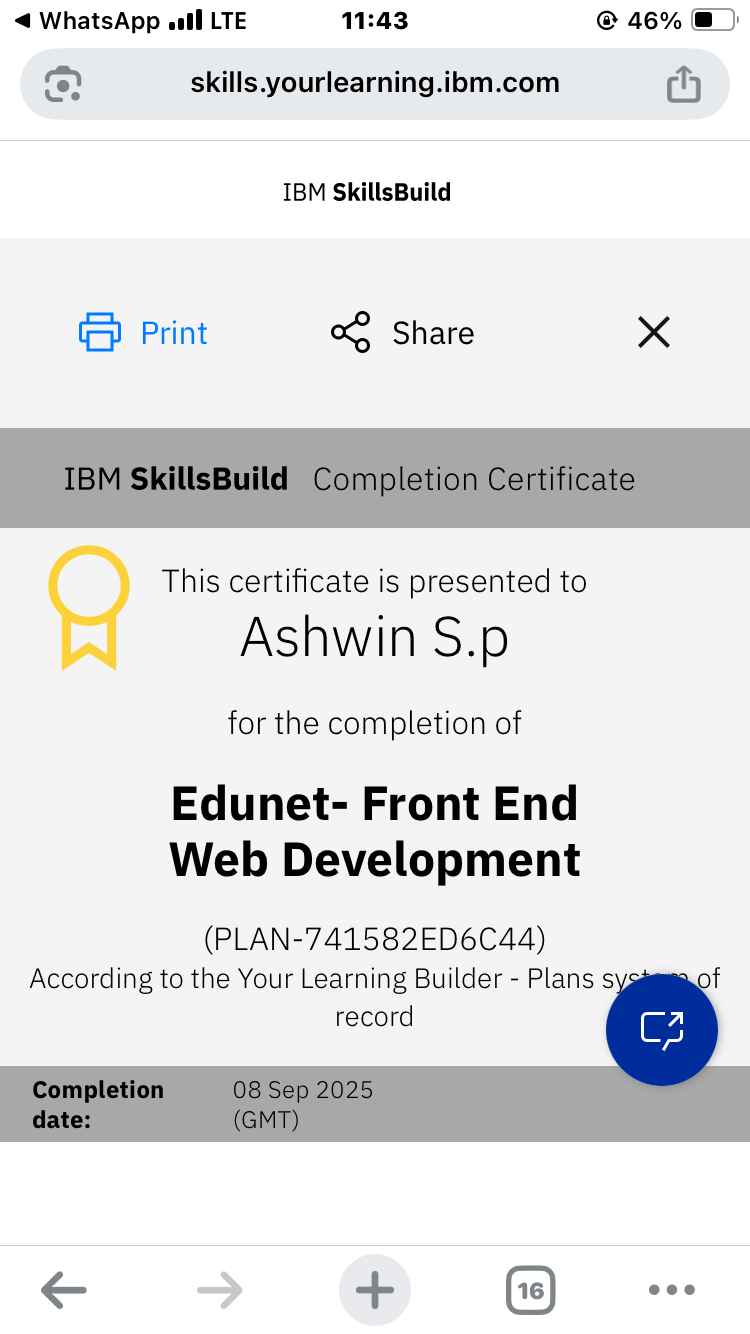 WhatsApp LTE 11:43 46%
skills.yourlearning.ibm.com
IBM SkillsBuild
Print Share
IBM SkillsBuild Completion Certificate
This certificate is presented to
Ashwin S.p
for the completion of
Edunet- Front End
Web Development
(PLAN-741582ED6C44)
According to the Your Learning Builder - Plans system of
record
Completion
date:
08 Sep 2025
(GMT)
16